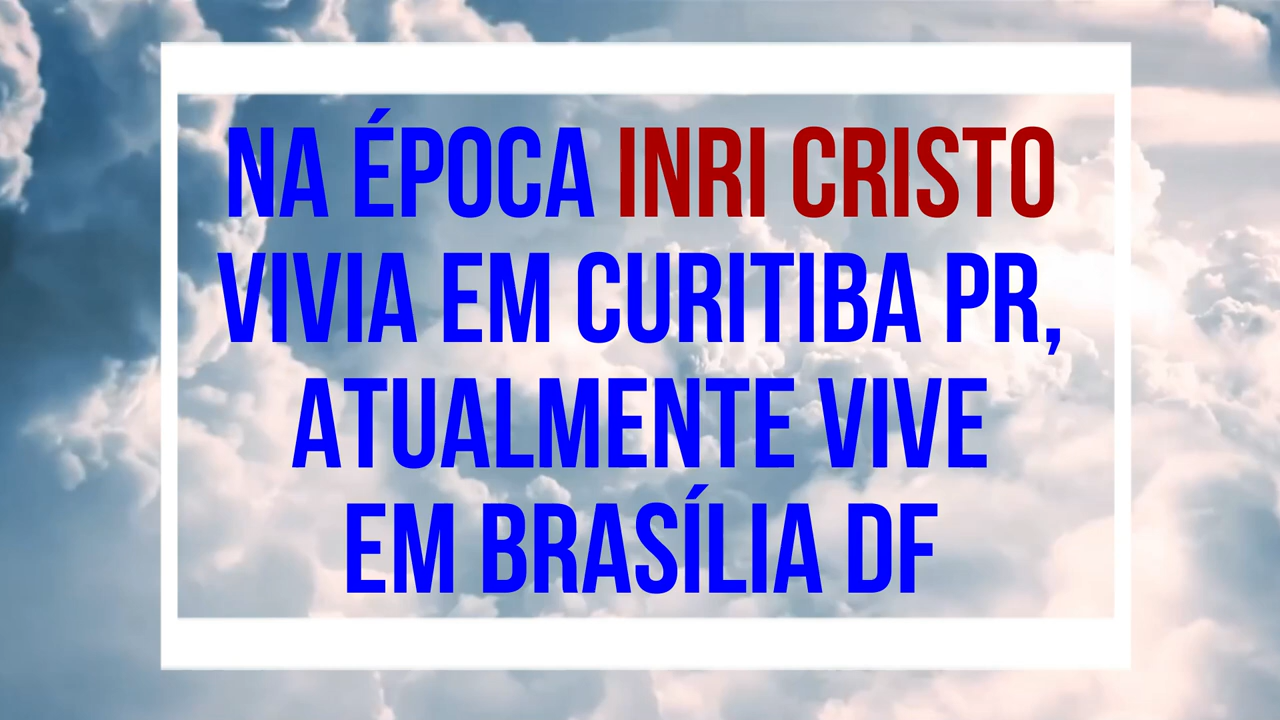 NA ÉPOCA INRI CRISTO
VIVIA EM CURITIBA PR,
ATUALMENTE VIVE
EM BRASÍLIA DF